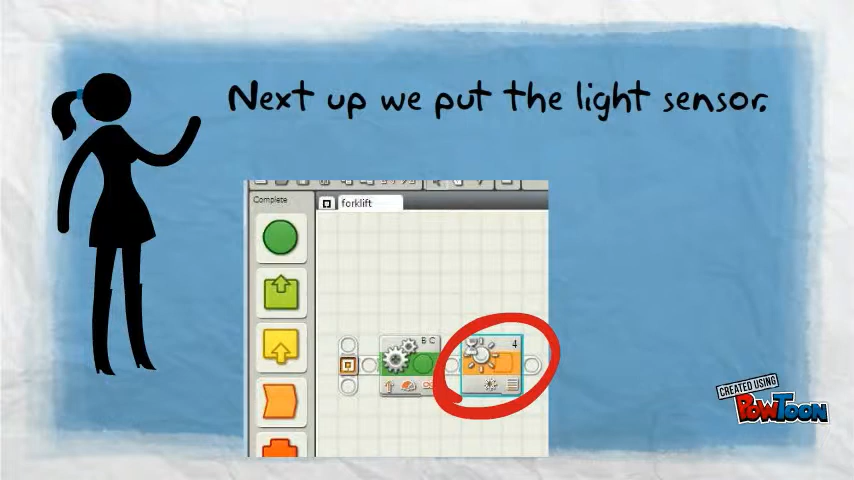 Next up we put the light sensor.
Complete
forklift
B C
4
CREATED USING
POWTOON